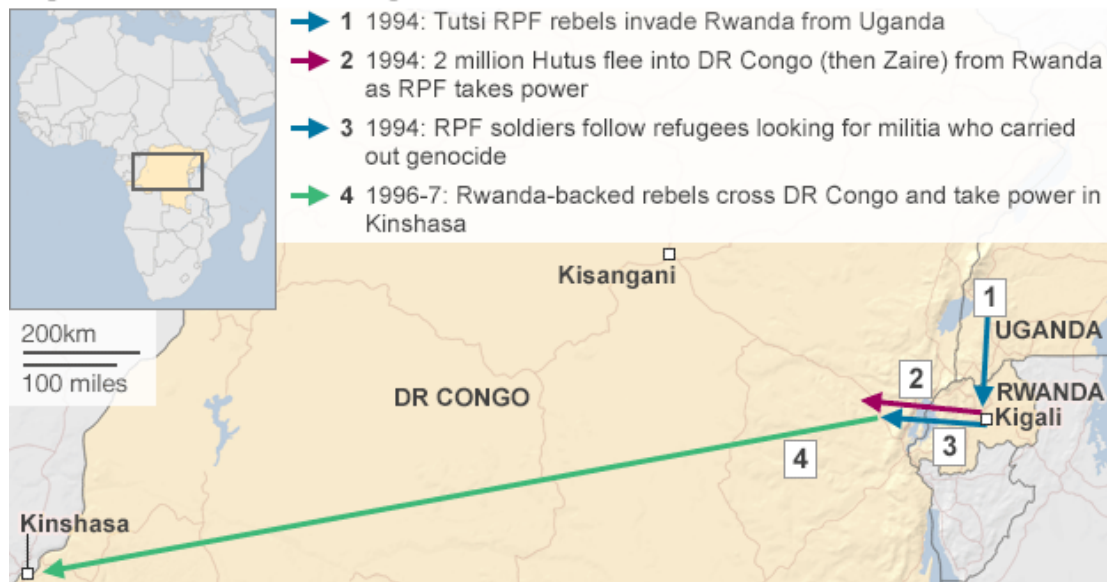 1 1994: Tutsi RPF rebels invade Rwanda from Uganda
2 1994: 2 million Hutus flee into DR Congo (then Zaire) from Rwanda
as RPF takes power
3 1994: RPF soldiers follow refugees looking for militia who carried
out genocide
4 1996-7: Rwanda-backed rebels cross DR Congo and take power in
Kinshasa
Kisangani
1
200km
UGANDA
100 miles
2
DR CONGO
RWANDA
Kigali
3
4
Kinshasa